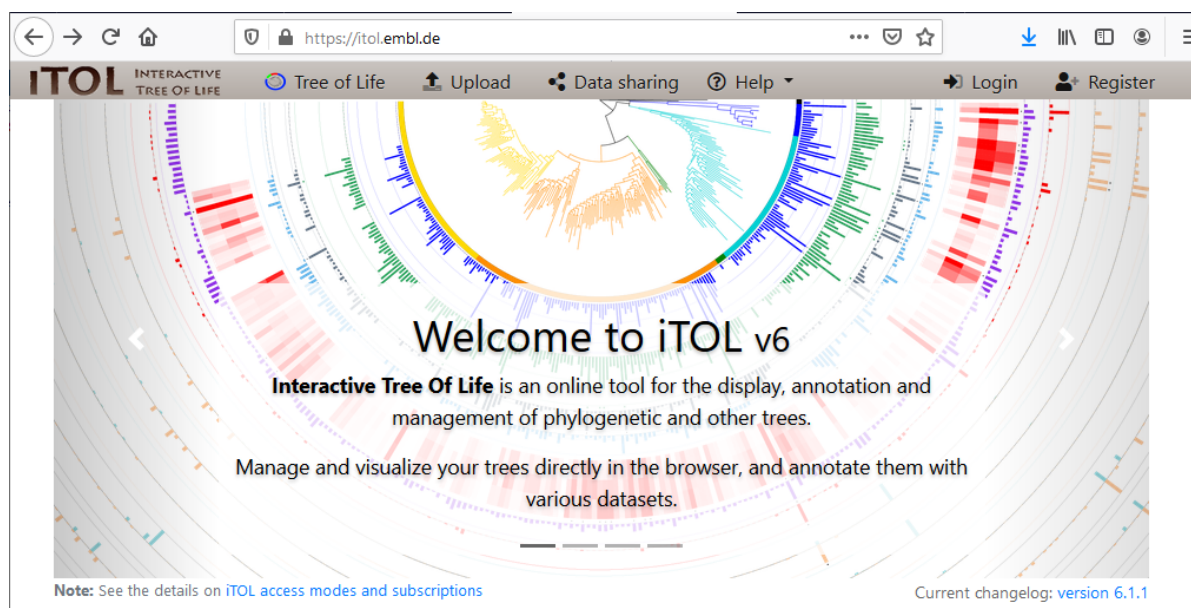 https://itol.embl.de
iTOL INTERACTIVE TREE OF LIFE Tree of Life Upload Data sharing Help Login Register
Welcome to iTOL v6
Interactive Tree Of Life is an online tool for the display, annotation and
management of phylogenetic and other trees.
Manage and visualize your trees directly in the browser, and annotate them with
various datasets.
Note: See the details on iTOL access modes and subscriptions
Current changelog: version 6.1.1